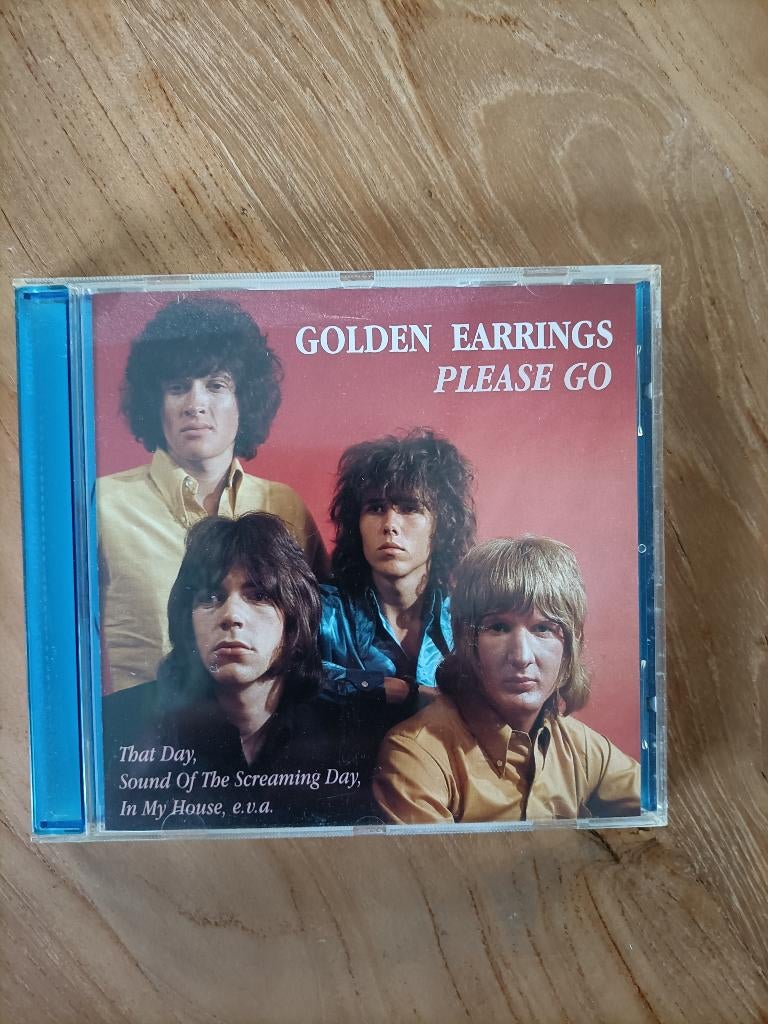 GOLDEN EARRINGS
PLEASE GO
That Day,
Sound Of The Screaming Day,
In My House, e.v.a.